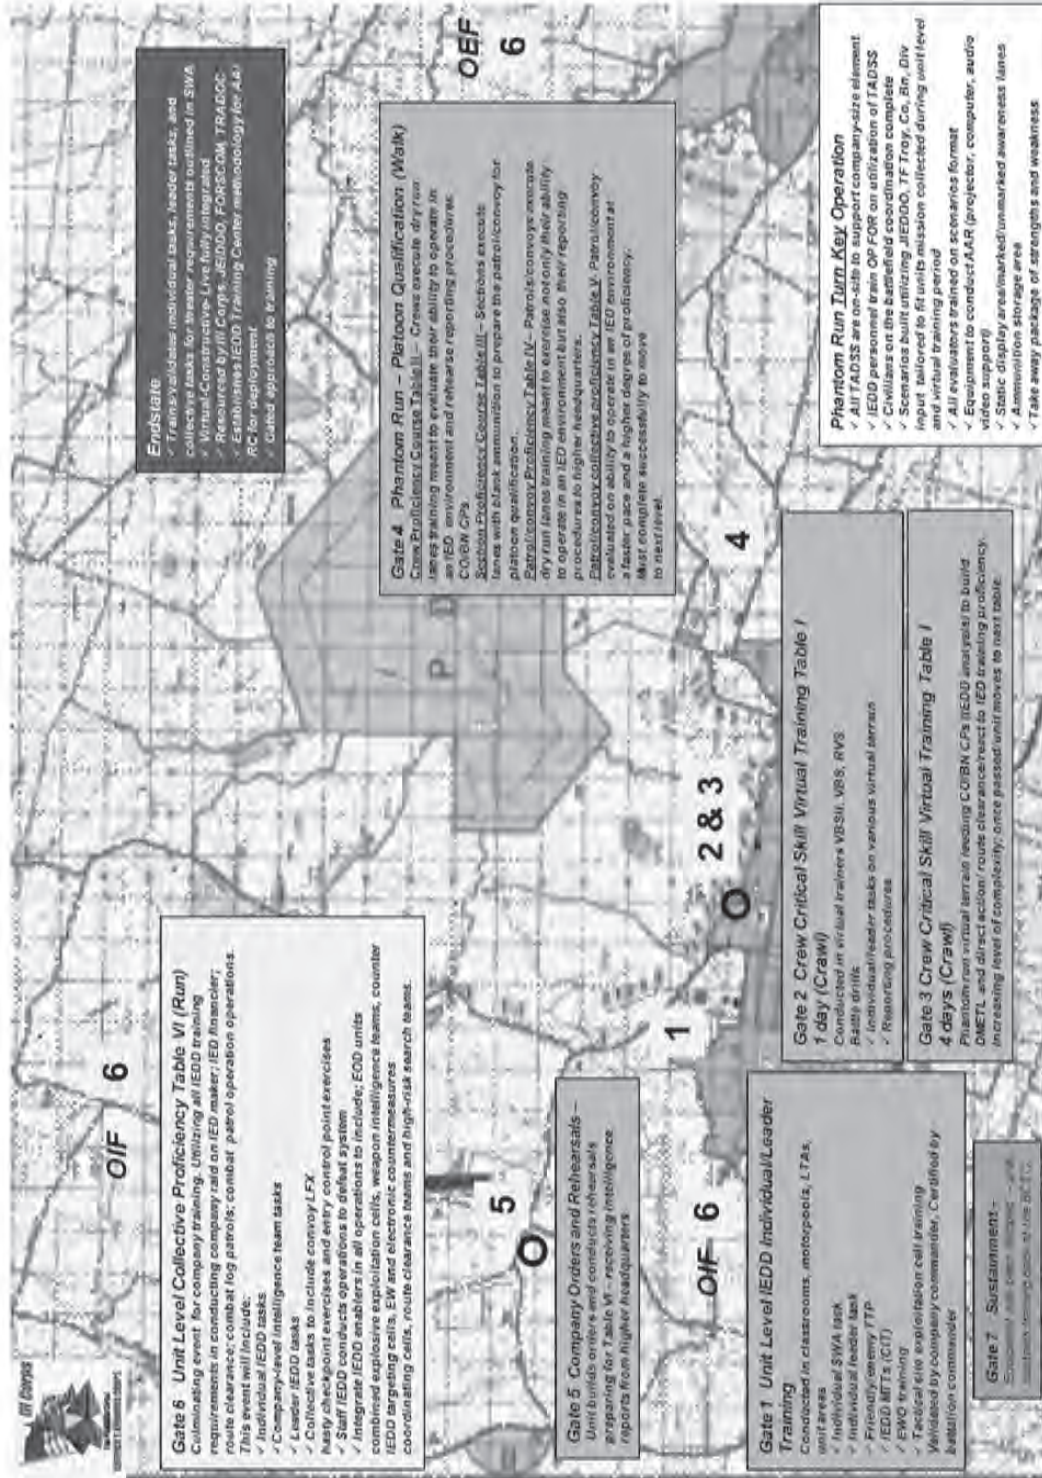 III Corps
OIF 6
Gate 6 Unit Level Collective Proficiency Table VI (Run)
Culminating event for company training. Utilizing all IEDD training
requirements in conducting company raid on IED maker; IED financier;
route clearance; combat log patrols; combat patrol operation operations.
This event will include:
✓ Individual IEDD tasks
✓ Company-level intelligence team tasks
✓ Leader IEDD tasks
✓ Collective tasks to include convoy LFX
hasty checkpoint exercises and entry control point exercises
✓ Staff IEDD conducts operations to defeat system
✓ Integrate IEDD enablers in all operations to include; EOD units
combined explosive exploitation cells, weapon intelligence teams, counter
IEDD targeting cells, EW and electronic countermeasures
coordinating cells, route clearance teams and high-risk search teams.
Endstate
✓ Trains/validates individual tasks, leader tasks, and
collective tasks for theater requirements outlined in SWA
✓ Virtual-Constructive-Live fully integrated
✓ Resourced by III Corps, JEIDDO, FORSCOM, TRADOC
✓ Establishes IEDD Training Center methodology for AR/
RC for deployment
✓ Gated approach to training
OEF 6
5
Gate 5 Company Orders and Rehearsals –
Unit builds orders and conducts rehearsals
preparing for Table VI – receiving intelligence
reports from higher headquarters
P D
Gate 4 Phantom Run – Platoon Qualification (Walk)
Crew Proficiency Course Table II – Crews execute dry run
lanes training meant to evaluate their ability to operate in
an IED environment and rehearse reporting procedures
CO/BN CPs
Section Proficiency Course Table III – Sections execute
lanes with blank ammunition to prepare the patrol/convoy for
platoon qualification.
Patrol/convoy Proficiency Table IV – Patrols/convoys execute
dry run lanes training meant to exercise not only their ability
to operate in an IED environment but also their reporting
procedures to higher headquarters.
Patrol/convoy collective proficiency Table V- Patrol/convoy
evaluated on ability to operate in an IED environment at
a faster pace and a higher degree of proficiency.
Must complete successfully to move
to next level.
OIF 6
1
2 & 3
4
Gate 1 Unit Level IEDD Individual/Leader
Training
Conducted in classrooms, motorpools, LTAs,
unit areas
✓ Individual SWA task
✓ Individual leader task
✓ Friendly/enemy TTP
✓ IEDD MITTs (CIT)
✓ EWO training
✓ Tactical site exploitation cell training
Validated by company commander, Certified by
battalion commander
Gate 2 Crew Critical Skill Virtual Training Table I
1 day (Crawl)
Conducted in virtual trainers VBSII, VBS, RVS
Battle drills
✓ Individual/leader tasks on various virtual terrain
✓ Reporting procedures
Gate 3 Crew Critical Skill Virtual Training Table I
4 days (Crawl)
Phantom run virtual terrain feeding CO/BN CPs (IEDD analysis) to build
DMETL and direct action/ route clearance/react to IED training proficiency.
Increasing level of complexity; once passed unit moves to next table.
Phantom Run Turn Key Operation
✓ All TADSS are on-site to support company-size element
✓ IEDD personnel train OP FOR on utilization of TADSS
✓ Civilians on the battlefield coordination complete
✓ Scenarios built utilizing JIEDDO, TF Troy, Co, Bn, Div
input tailored to fit units mission collected during unit level
and virtual training period
✓ All evaluators trained on scenarios format
✓ Equipment to conduct AAR (projector, computer, audio
video support)
✓ Static display area/marked/unmarked awareness lanes
✓ Ammunition storage area
✓ Take away package of strengths and weakness
Gate 7 Sustainment -